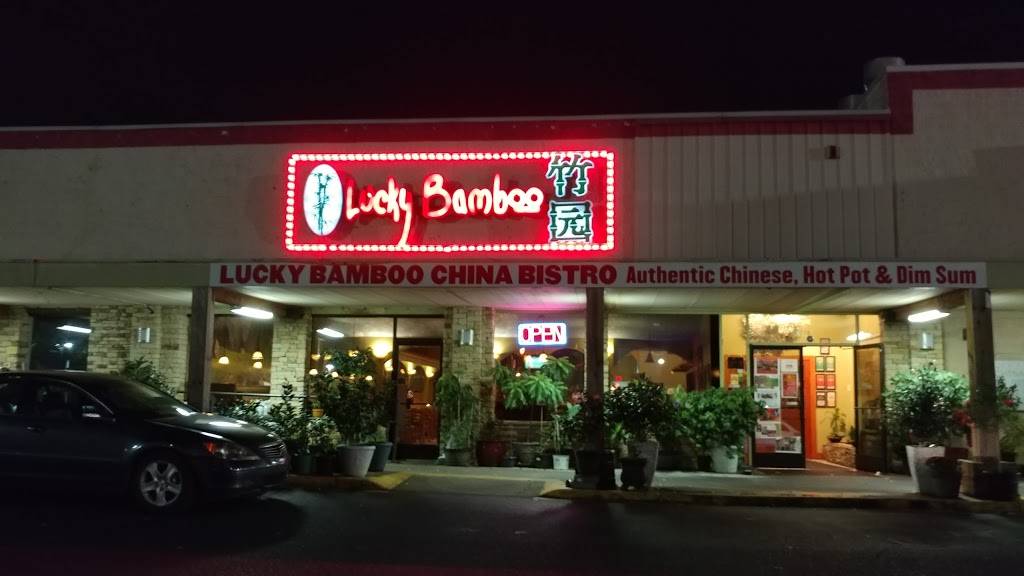 Lucky Bamboo 竹园
LUCKY BAMBOO CHINA BISTRO Authentic Chinese, Hot Pot & Dim Sum
OPEN